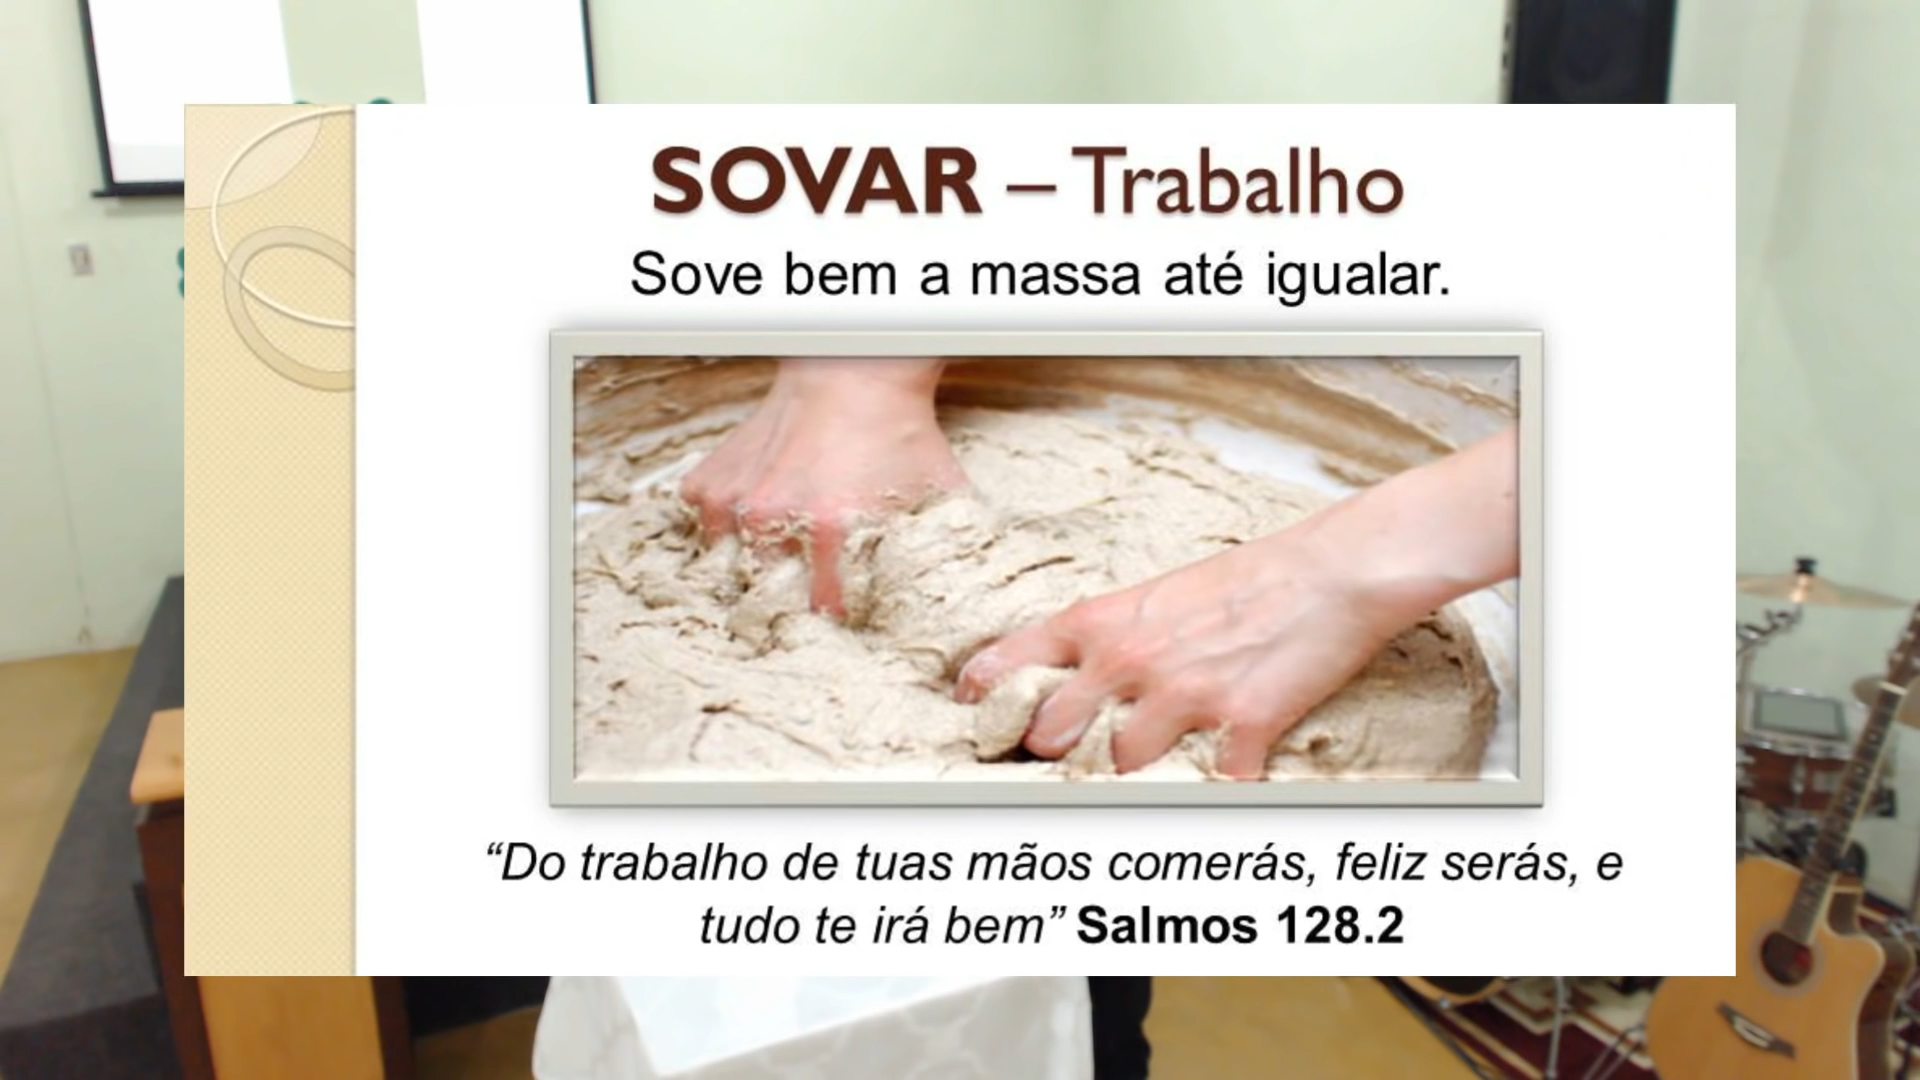 SOVAR – Trabalho
Sove bem a massa até igualar.
“Do trabalho de tuas mãos comerás, feliz serás, e
tudo te irá bem” Salmos 128.2